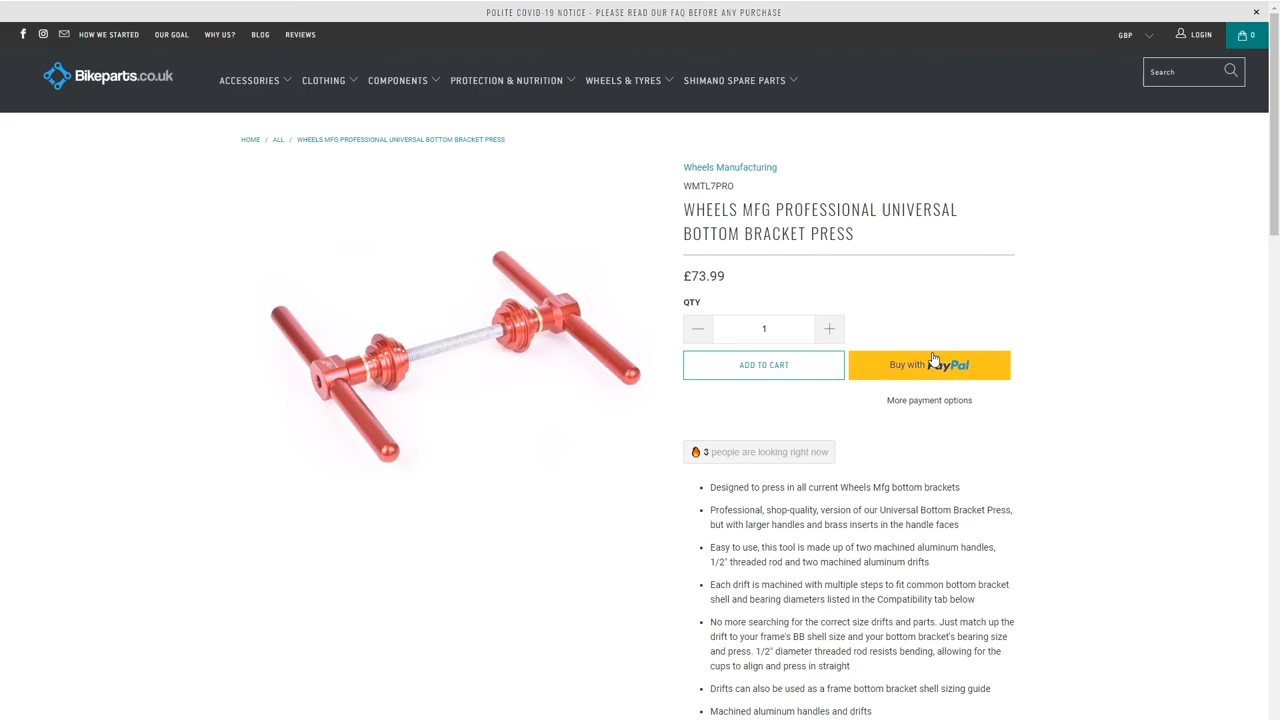 POLITE COVID-19 NOTICE - PLEASE READ OUR FAQ BEFORE ANY PURCHASE
HOW WE STARTED OUR GOAL WHY US? BLOG REVIEWS GBP LOGIN 0
Bikeparts.co.uk ACCESSORIES CLOTHING COMPONENTS PROTECTION & NUTRITION WHEELS & TYRES SHIMANO SPARE PARTS Search
HOME / ALL / WHEELS MFG PROFESSIONAL UNIVERSAL BOTTOM BRACKET PRESS
Wheels Manufacturing
WMTL7PRO
WHEELS MFG PROFESSIONAL UNIVERSAL
BOTTOM BRACKET PRESS
£73.99
QTY
1
ADD TO CART Buy with PayPal
More payment options
3 people are looking right now
• Designed to press in all current Wheels Mfg bottom brackets
• Professional, shop-quality, version of our Universal Bottom Bracket Press,
but with larger handles and brass inserts in the handle faces
• Easy to use, this tool is made up of two machined aluminum handles,
1/2" threaded rod and two machined aluminum drifts
• Each drift is machined with multiple steps to fit common bottom bracket
shell and bearing diameters listed in the Compatibility tab below
• No more searching for the correct size drifts and parts. Just match up the
drift to your frame's BB shell size and your bottom bracket's bearing size
and press. 1/2" diameter threaded rod resists bending, allowing for the
cups to align and press in straight
• Drifts can also be used as a frame bottom bracket shell sizing guide
• Machined aluminum handles and drifts